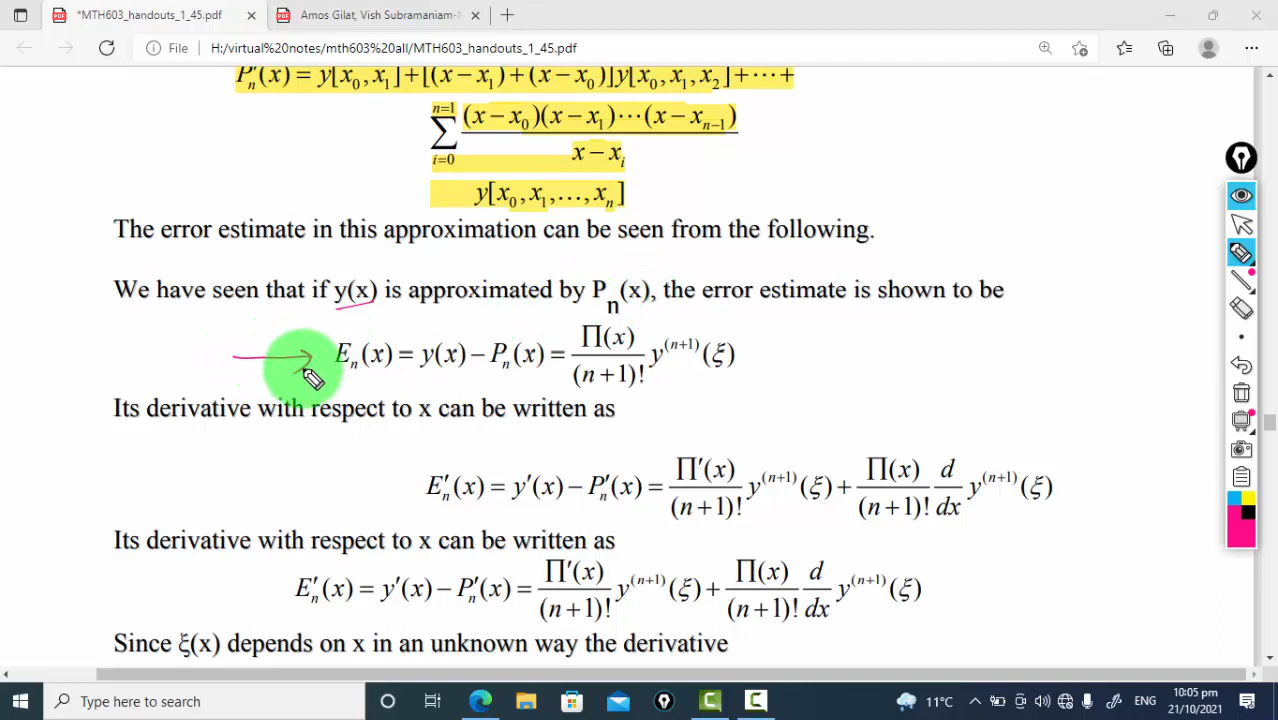 *MTH603_handouts_1_45.pdf
Amos Gilat, Vish Subramaniam-
File H:/virtual%20notes/mth603%20all/MTH603_handouts_1_45.pdf
P′ₙ(x) = y[x₀, x₁] + [(x − x₁) + (x − x₀)]y[x₀, x₁, x₂] + ⋯ +
∑ᵢ₌₀ⁿ⁼¹ (x − x₀)(x − x₁)⋯(x − xₙ₋₁) / (x − xᵢ)
y[x₀, x₁, …, xₙ]
The error estimate in this approximation can be seen from the following.
We have seen that if y(x) is approximated by Pₙ(x), the error estimate is shown to be
Eₙ(x) = y(x) − Pₙ(x) = ∏(x)/(n+1)! y⁽ⁿ⁺¹⁾(ξ)
Its derivative with respect to x can be written as
E′ₙ(x) = y′(x) − P′ₙ(x) = ∏′(x)/(n+1)! y⁽ⁿ⁺¹⁾(ξ) + ∏(x)/(n+1)! d/dx y⁽ⁿ⁺¹⁾(ξ)
Its derivative with respect to x can be written as
E′ₙ(x) = y′(x) − P′ₙ(x) = ∏′(x)/(n+1)! y⁽ⁿ⁺¹⁾(ξ) + ∏(x)/(n+1)! d/dx y⁽ⁿ⁺¹⁾(ξ)
Since ξ(x) depends on x in an unknown way the derivative
Type here to search
11°C
ENG
10:05 pm
21/10/2021